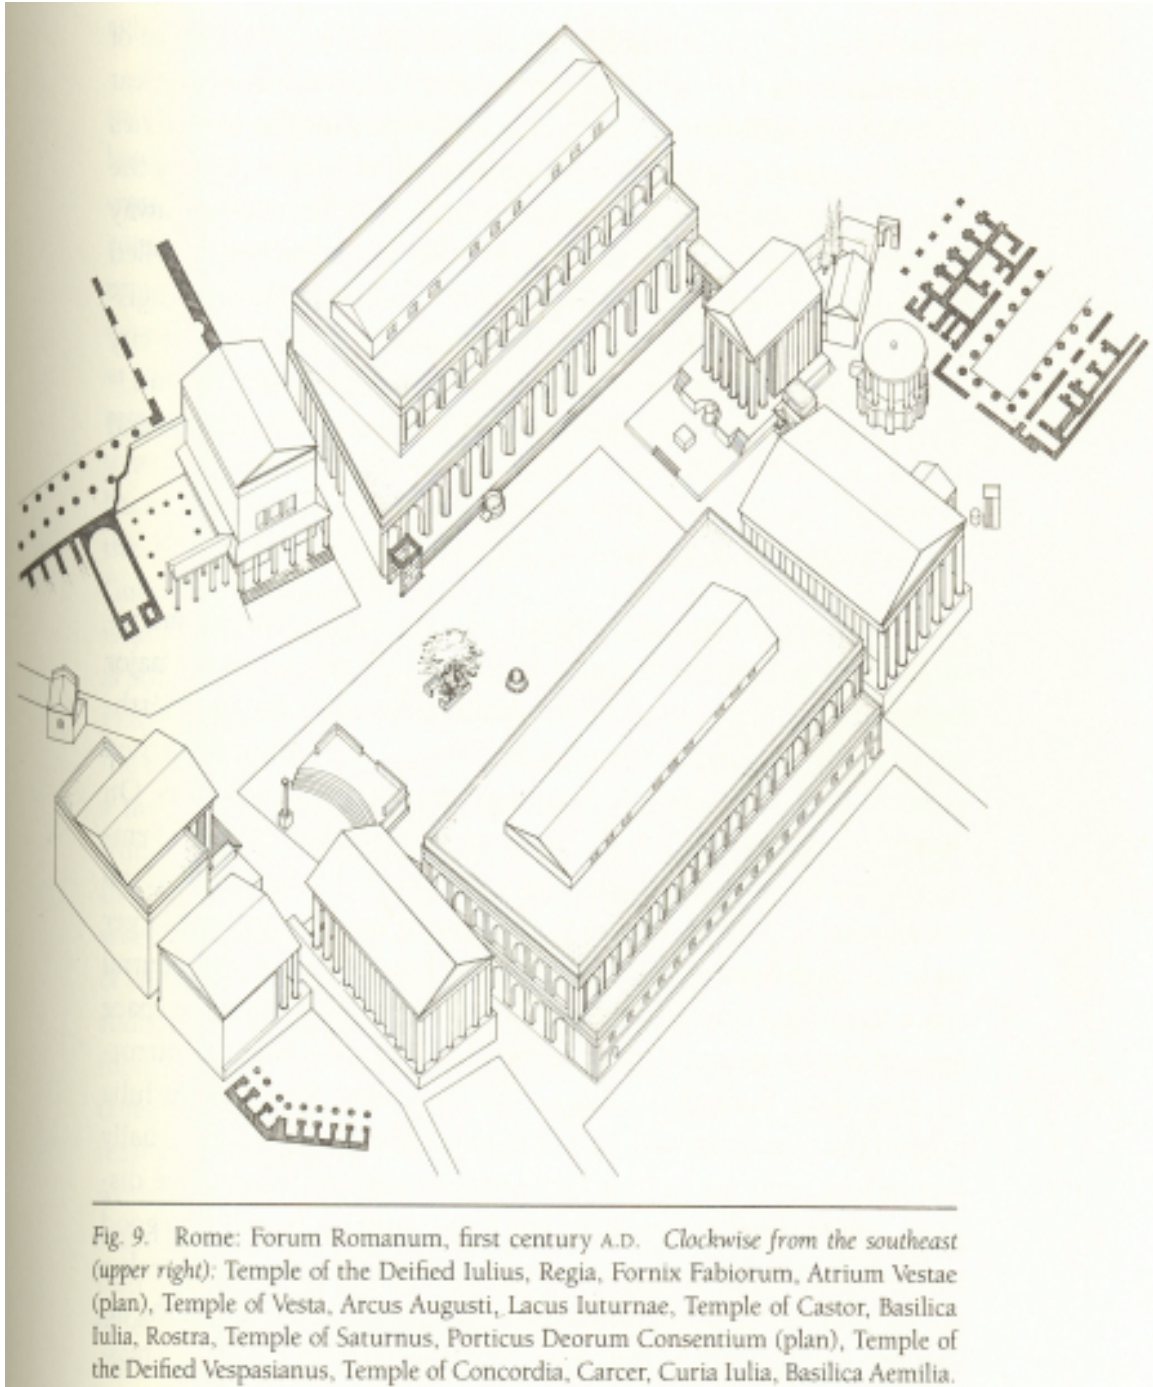 Fig. 9. Rome: Forum Romanum, first century A.D. Clockwise from the southeast
(upper right): Temple of the Deified Iulius, Regia, Fornix Fabiorum, Atrium Vestae
(plan), Temple of Vesta, Arcus Augusti, Lacus Iuturnae, Temple of Castor, Basilica
Iulia, Rostra, Temple of Saturnus, Porticus Deorum Consentium (plan), Temple of
the Deified Vespasianus, Temple of Concordia, Carcer, Curia Iulia, Basilica Aemilia.